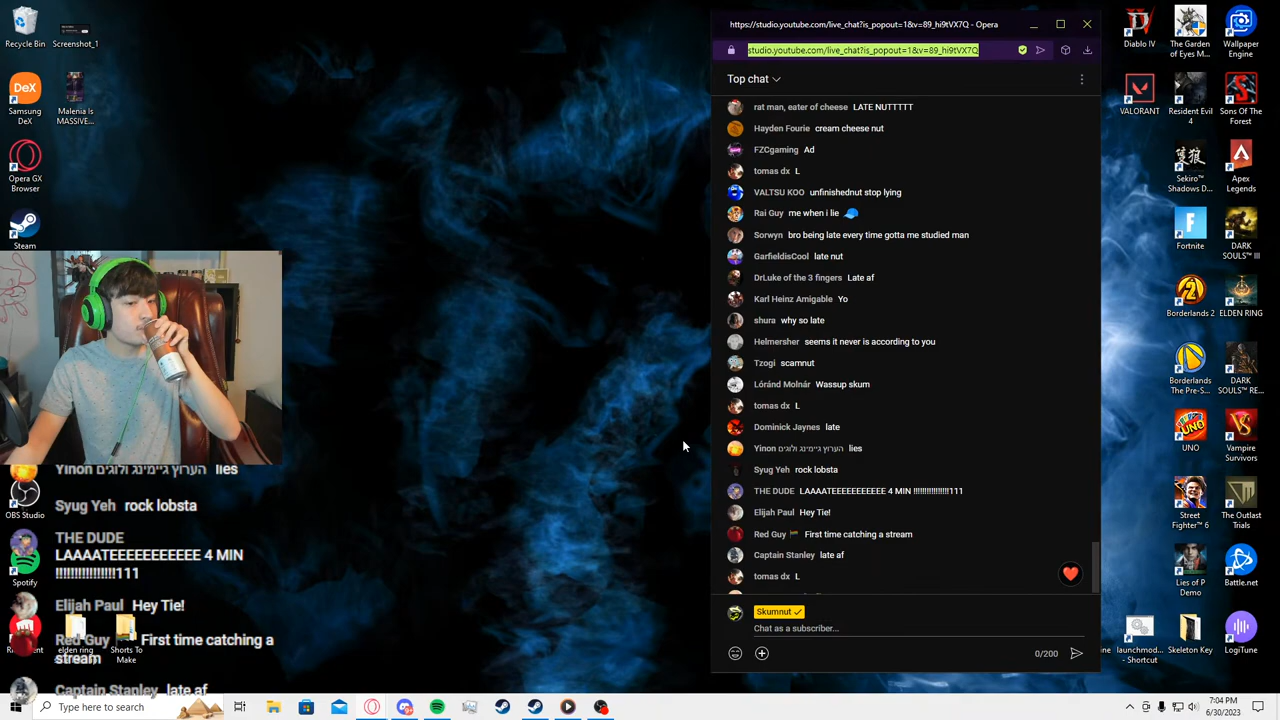 Recycle Bin
Screenshot_1
Samsung
DeX
Malenia Is
MASSIVE...
Opera GX
Browser
Steam
OBS Studio
Spotify
elden ring
Shorts To
Make
Yinon הערוץ גיימינג ולוגים lies
Syug Yeh rock lobsta
THE DUDE
LAAAATEEEEEEEEEEE 4 MIN
!!!!!!!!!!!!!!!!111
Elijah Paul Hey Tie!
Red Guy First time catching a
stream
Captain Stanley late af
https://studio.youtube.com/live_chat?is_popout=1&v=89_hi9tVX7Q - Opera
studio.youtube.com/live_chat?is_popout=1&v=89_hi9tVX7Q
Top chat
rat man, eater of cheese LATE NUTTTTT
Hayden Fourie cream cheese nut
FZCgaming Ad
tomas dx L
VALTSU KOO unfinishednut stop lying
Rai Guy me when i lie 🧢
Sorwyn bro being late every time gotta me studied man
GarfieldisCool late nut
DrLuke of the 3 fingers Late af
Karl Heinz Amigable Yo
shura why so late
Helmersher seems it never is according to you
Tzogi scamnut
Lóránd Molnár Wassup skum
tomas dx L
Dominick Jaynes late
Yinon הערוץ גיימינג ולוגים lies
Syug Yeh rock lobsta
THE DUDE LAAAATEEEEEEEEEEE 4 MIN !!!!!!!!!!!!!!!!111
Elijah Paul Hey Tie!
Red Guy First time catching a stream
Captain Stanley late af
tomas dx L
Skumnut
Chat as a subscriber...
0/200
Diablo IV
The Garden
of Eyes M...
Wallpaper
Engine
VALORANT
Resident Evil
4
Sons Of The
Forest
Sekiro™
Shadows D...
Apex
Legends
Fortnite
DARK
SOULS™ III
Borderlands 2
ELDEN RING
Borderlands
The Pre-S...
DARK
SOULS™ RE...
UNO
Vampire
Survivors
Street
Fighter™ 6
The Outlast
Trials
Lies of P
Demo
Battle.net
launchmod...
- Shortcut
Skeleton Key
LogiTune
Type here to search
7:04 PM
6/30/2023